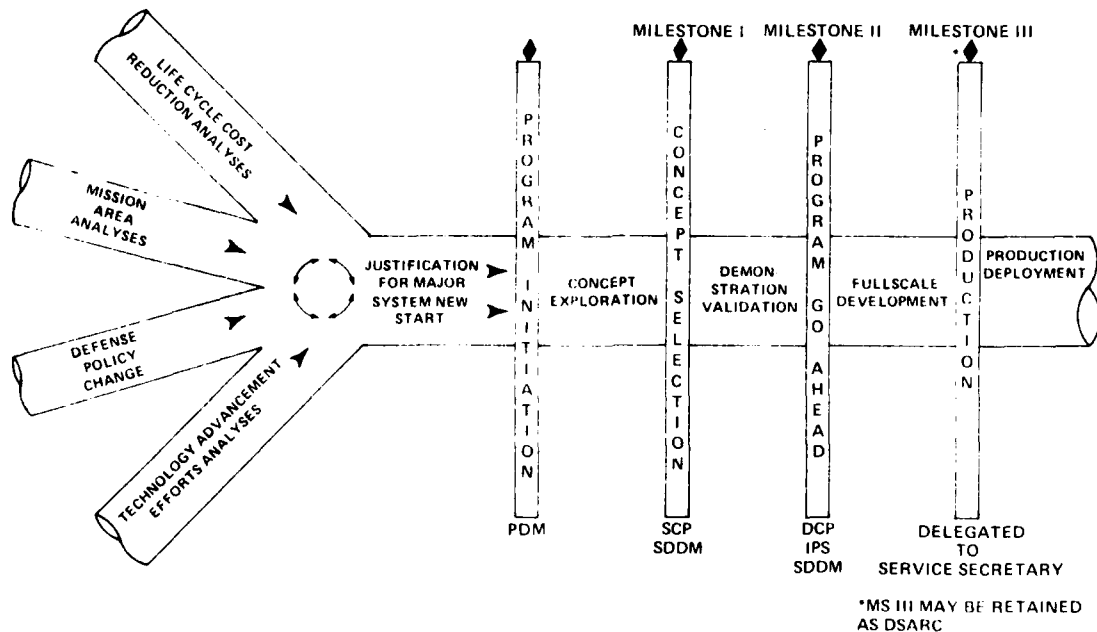 MILESTONE I
MILESTONE II
MILESTONE III
*
LIFE CYCLE COST
REDUCTION ANALYSES
MISSION
AREA
ANALYSES
DEFENSE
POLICY
CHANGE
TECHNOLOGY ADVANCEMENT
EFFORTS ANALYSES
JUSTIFICATION
FOR MAJOR
SYSTEM NEW
START
PROGRAM INITIATION
CONCEPT
EXPLORATION
CONCEPT SELECTION
DEMON
STRATION
VALIDATION
PROGRAM GO AHEAD
FULLSCALE
DEVELOPMENT
PRODUCTION
PRODUCTION
DEPLOYMENT
PDM
SCP
SDDM
DCP
IPS
SDDM
DELEGATED
TO
SERVICE SECRETARY
*MS III MAY BE RETAINED
AS DSARC